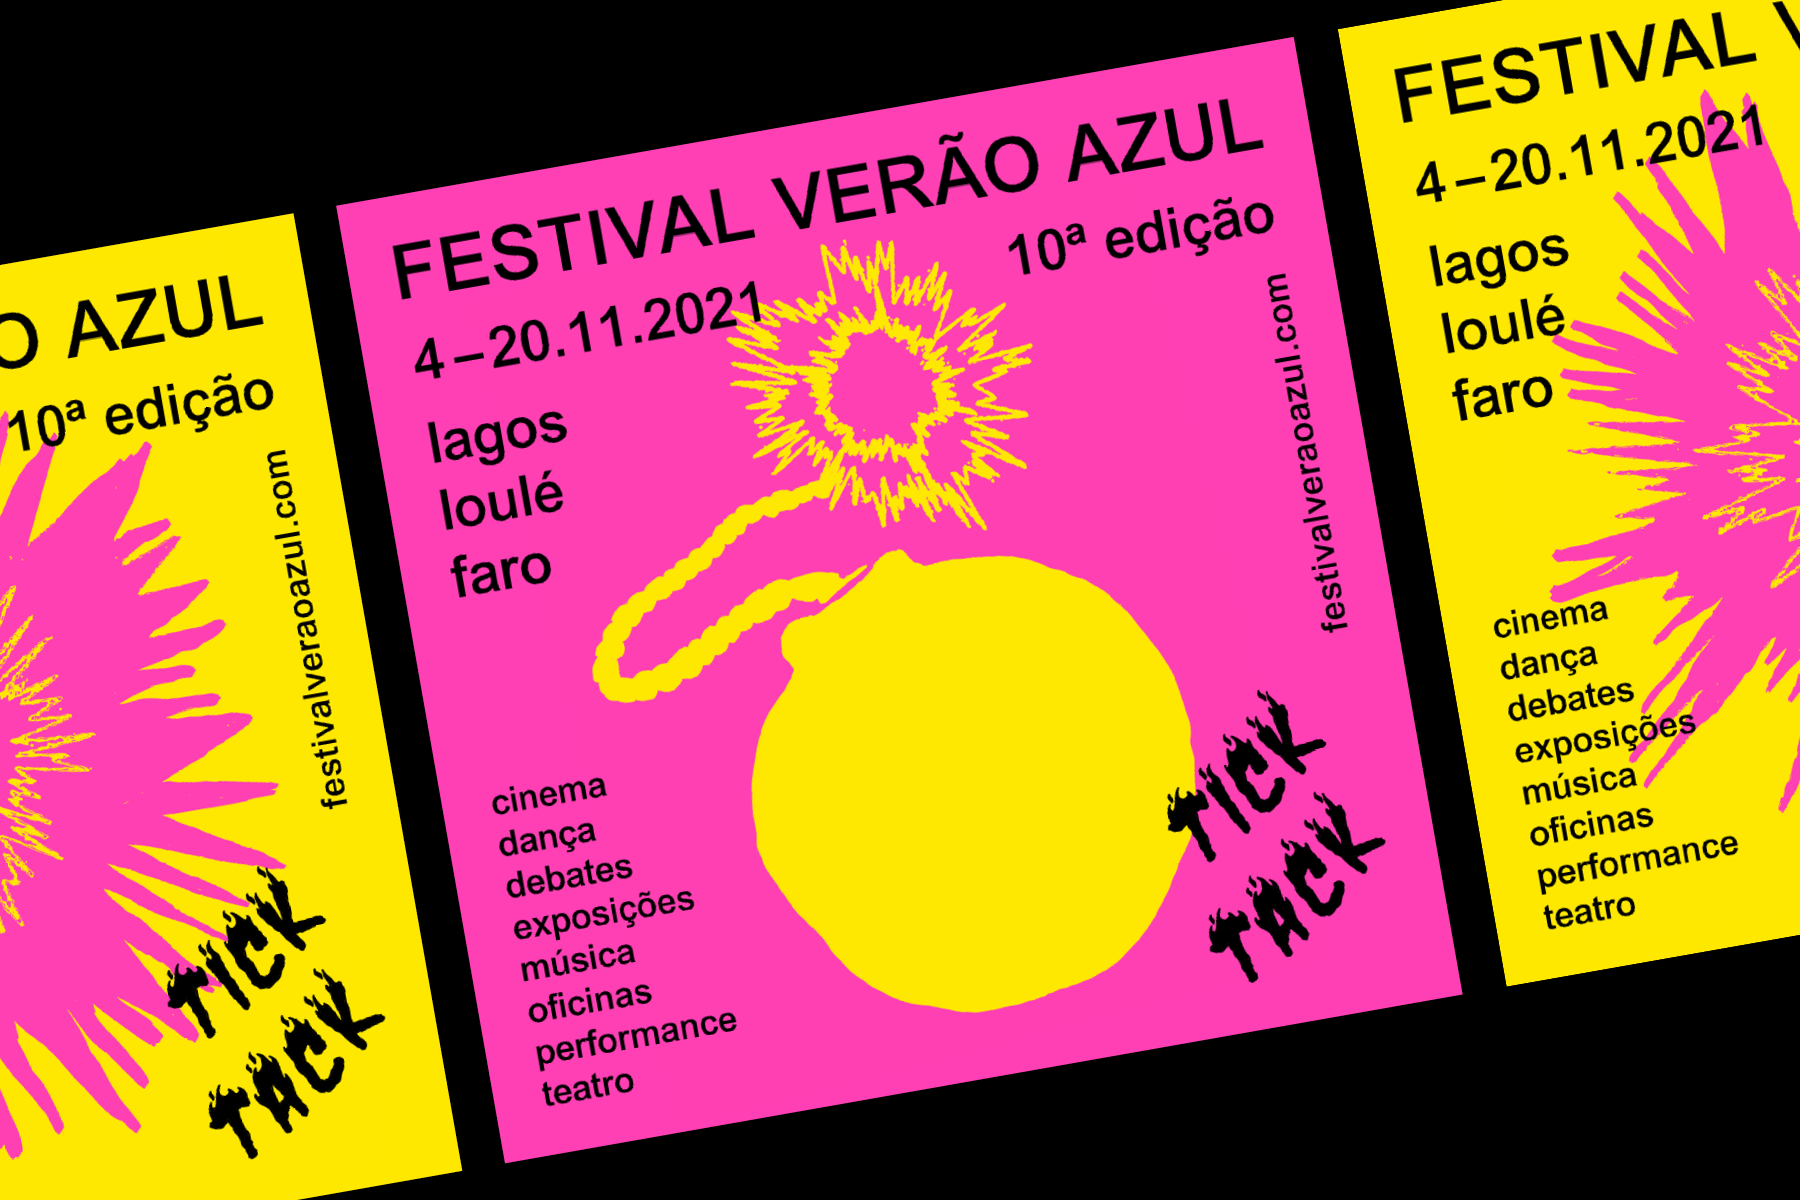 O AZUL
10ª edição
festivalveraoazul.com
TICK
TACK
FESTIVAL VERÃO AZUL
10ª edição
4–20.11.2021
lagos
loulé
faro
festivalveraoazul.com
cinema
dança
debates
exposições
música
oficinas
performance
teatro
TICK
TACK
FESTIVAL V
4–20.11.2021
lagos
loulé
faro
cinema
dança
debates
exposições
música
oficinas
performance
teatro